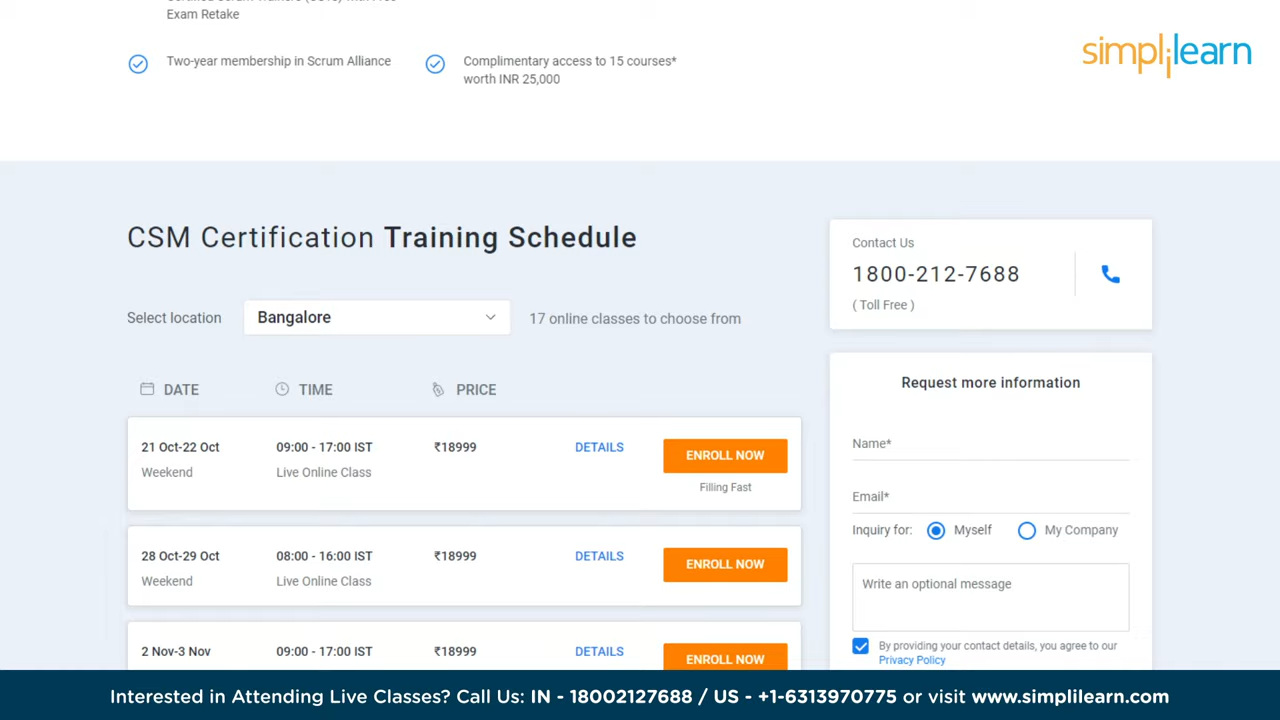 Certified Scrum Trainers (CSTs) with Free
Exam Retake
Two-year membership in Scrum Alliance
Complimentary access to 15 courses*
worth INR 25,000
simplilearn
CSM Certification Training Schedule
Select location
Bangalore
17 online classes to choose from
DATE
TIME
PRICE
21 Oct-22 Oct
09:00 - 17:00 IST
₹18999
DETAILS
ENROLL NOW
Weekend
Live Online Class
Filling Fast
28 Oct-29 Oct
08:00 - 16:00 IST
₹18999
DETAILS
ENROLL NOW
Weekend
Live Online Class
2 Nov-3 Nov
09:00 - 17:00 IST
₹18999
DETAILS
ENROLL NOW
Contact Us
1800-212-7688
( Toll Free )
Request more information
Name*
Email*
Inquiry for:
Myself
My Company
Write an optional message
By providing your contact details, you agree to our
Privacy Policy
Interested in Attending Live Classes? Call Us: IN - 18002127688 / US - +1-6313970775 or visit www.simplilearn.com